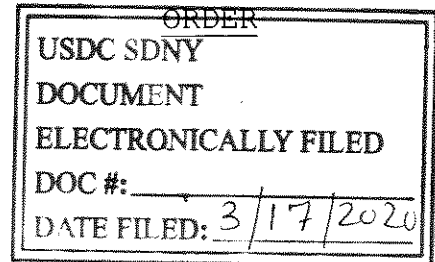 ORDER
USDC SDNY
DOCUMENT
ELECTRONICALLY FILED
DOC #:
DATE FILED: 3/17/2020